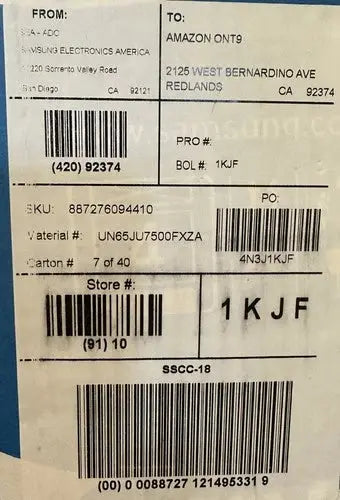 FROM:
SEA - ADC
SAMSUNG ELECTRONICS AMERICA
Sorrento Valley Road
San Diego CA 92121
TO:
AMAZON ONT9
2125 WEST BERNARDINO AVE
REDLANDS CA 92374
(420) 92374
PRO#:
BOL#: 1KJF
SKU: 887276094410
Material #: UN65JU7500FXZA
Carton # 7 of 40
PO:
4N3J1KJF
Store #:
(91) 10
1KJF
SSCC-18
(00) 0 0088727 121495331 9